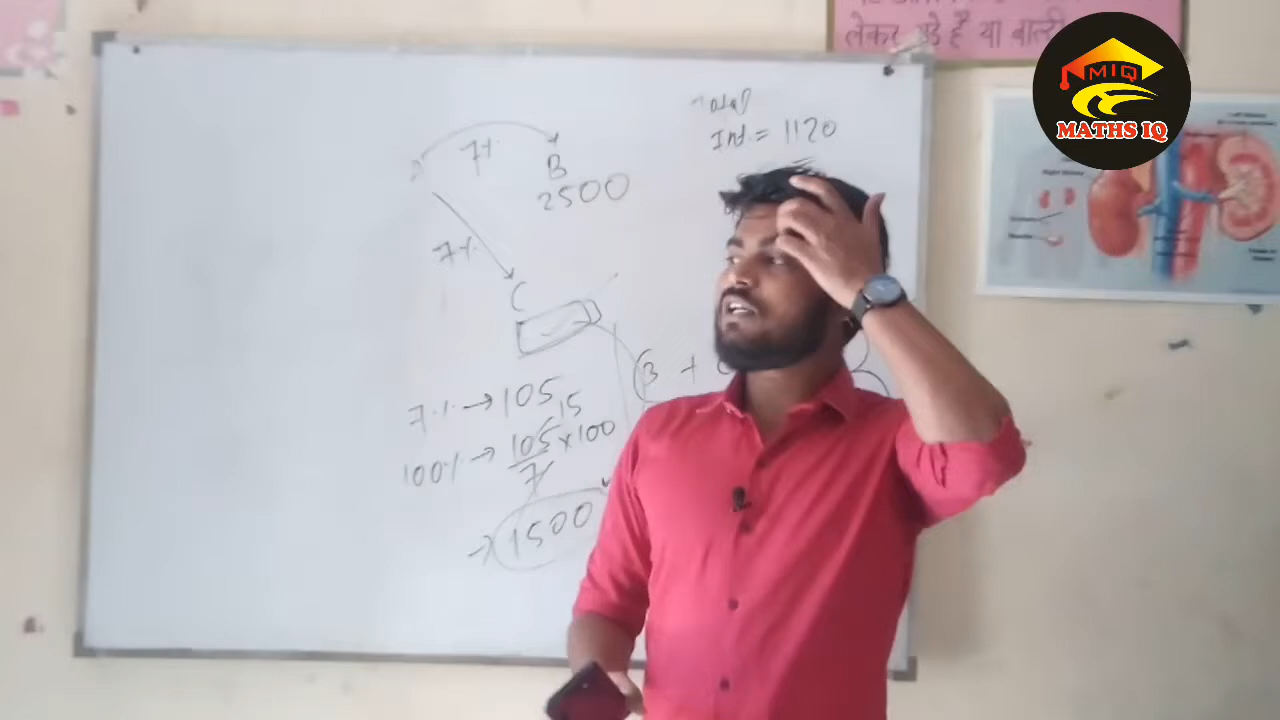 लेकर खड़े है या बाल्टी
MIQ
MATHS IQ
Total
Int. = 1120
7%
B
2500
7%
C
B +
7% → 105
15
100% → 105 × 100
7
→ 1500